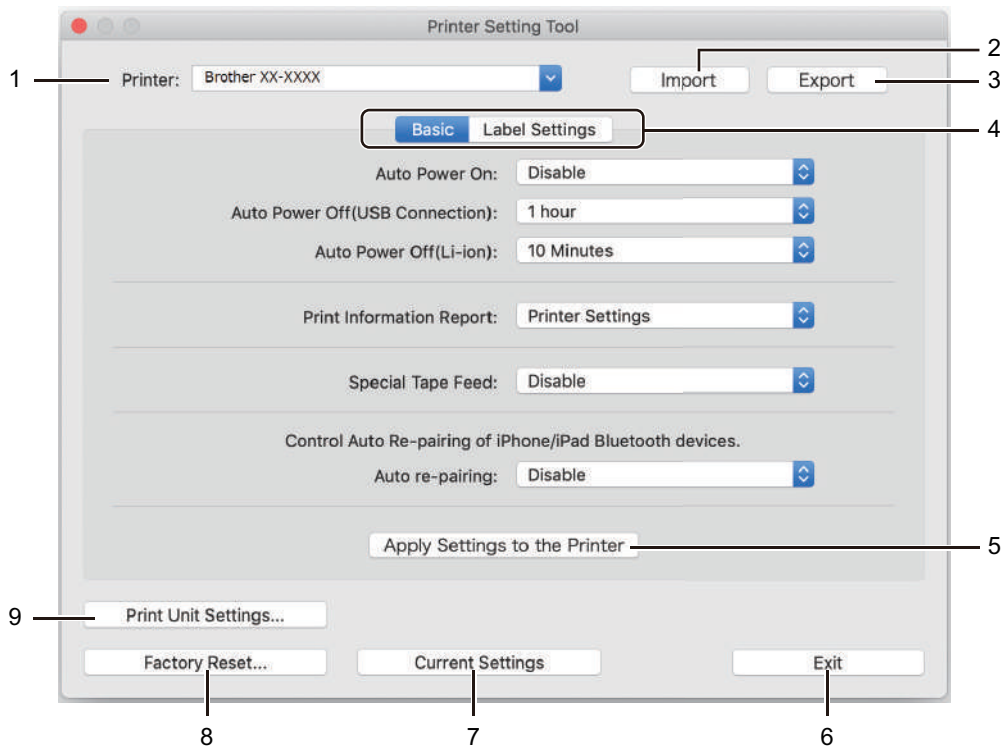 Printer Setting Tool
2
1
Printer: Brother XX-XXXX Import Export
3
Basic Label Settings
4
Auto Power On: Disable
Auto Power Off(USB Connection): 1 hour
Auto Power Off(Li-ion): 10 Minutes
Print Information Report: Printer Settings
Special Tape Feed: Disable
Control Auto Re-pairing of iPhone/iPad Bluetooth devices.
Auto re-pairing: Disable
Apply Settings to the Printer
5
9
Print Unit Settings...
Factory Reset... Current Settings Exit
8 7 6